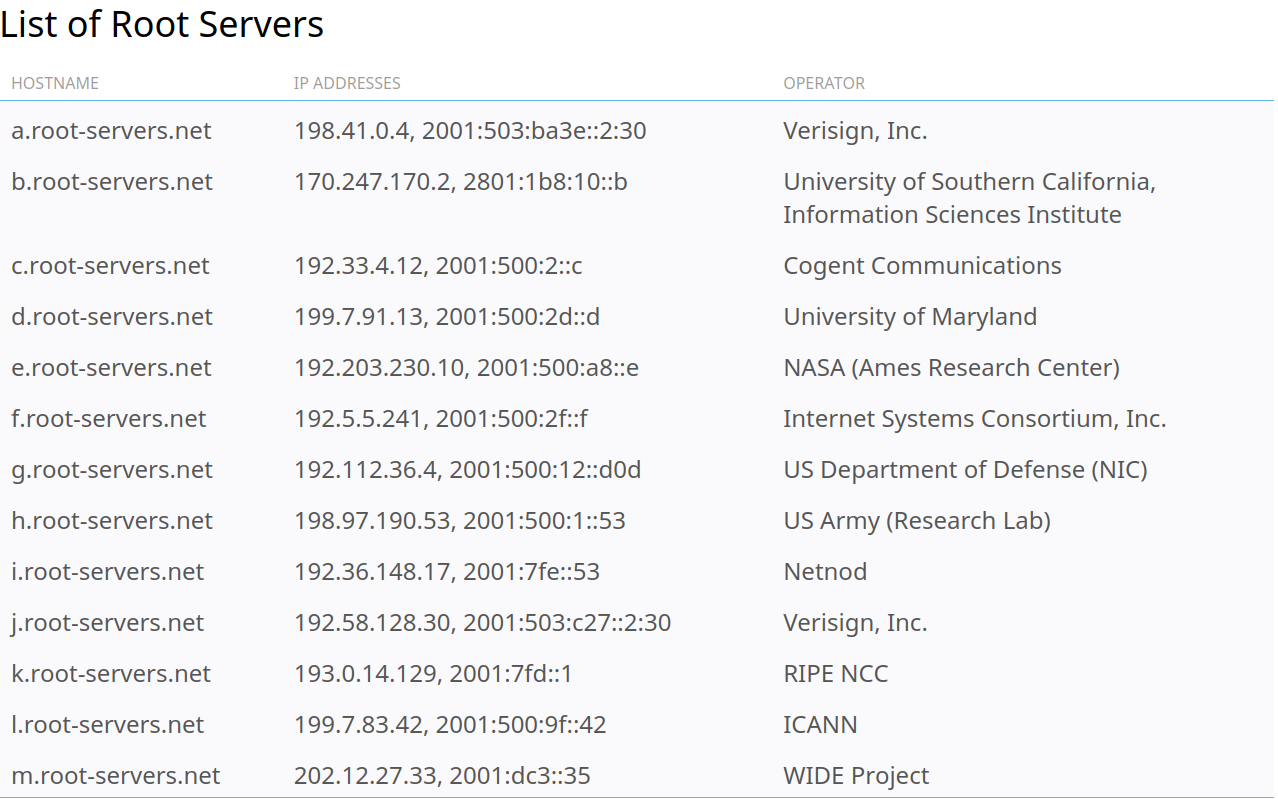 List of Root Servers
HOSTNAME IP ADDRESSES OPERATOR
a.root-servers.net 198.41.0.4, 2001:503:ba3e::2:30 Verisign, Inc.
b.root-servers.net 170.247.170.2, 2801:1b8:10::b University of Southern California,
Information Sciences Institute
c.root-servers.net 192.33.4.12, 2001:500:2::c Cogent Communications
d.root-servers.net 199.7.91.13, 2001:500:2d::d University of Maryland
e.root-servers.net 192.203.230.10, 2001:500:a8::e NASA (Ames Research Center)
f.root-servers.net 192.5.5.241, 2001:500:2f::f Internet Systems Consortium, Inc.
g.root-servers.net 192.112.36.4, 2001:500:12::d0d US Department of Defense (NIC)
h.root-servers.net 198.97.190.53, 2001:500:1::53 US Army (Research Lab)
i.root-servers.net 192.36.148.17, 2001:7fe::53 Netnod
j.root-servers.net 192.58.128.30, 2001:503:c27::2:30 Verisign, Inc.
k.root-servers.net 193.0.14.129, 2001:7fd::1 RIPE NCC
l.root-servers.net 199.7.83.42, 2001:500:9f::42 ICANN
m.root-servers.net 202.12.27.33, 2001:dc3::35 WIDE Project